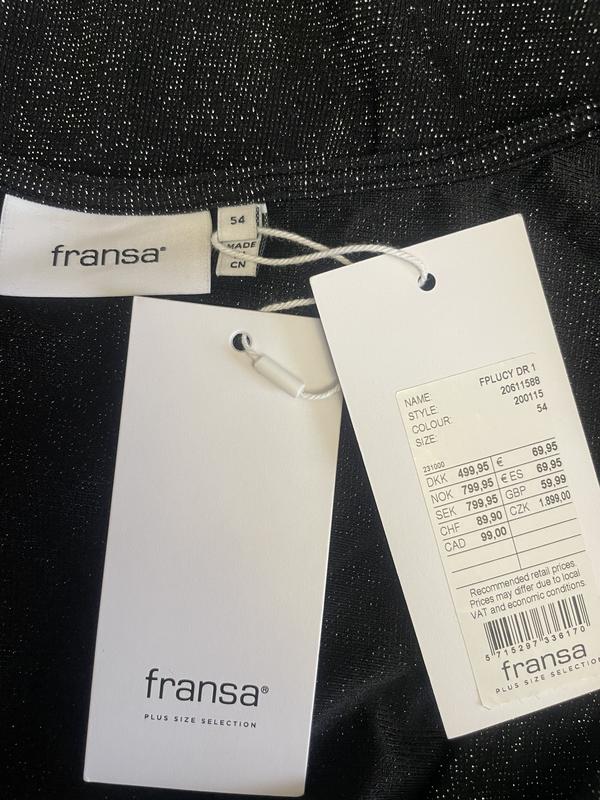 fransa®
54
MADE
CN
fransa®
PLUS SIZE SELECTION
NAME: FPLUCY DR 1
STYLE: 20611588
COLOUR: 200115
SIZE: 54
231000
DKK 499,95 € 69,95
NOK 799,95 € ES 69,95
SEK 799,95 GBP 59,99
CHF 89,90 CZK 1.899,00
CAD 99,00
Recommended retail prices.
Prices may differ due to local
VAT and economic conditions.
5 715297 336170
fransa
PLUS SIZE SELECTION